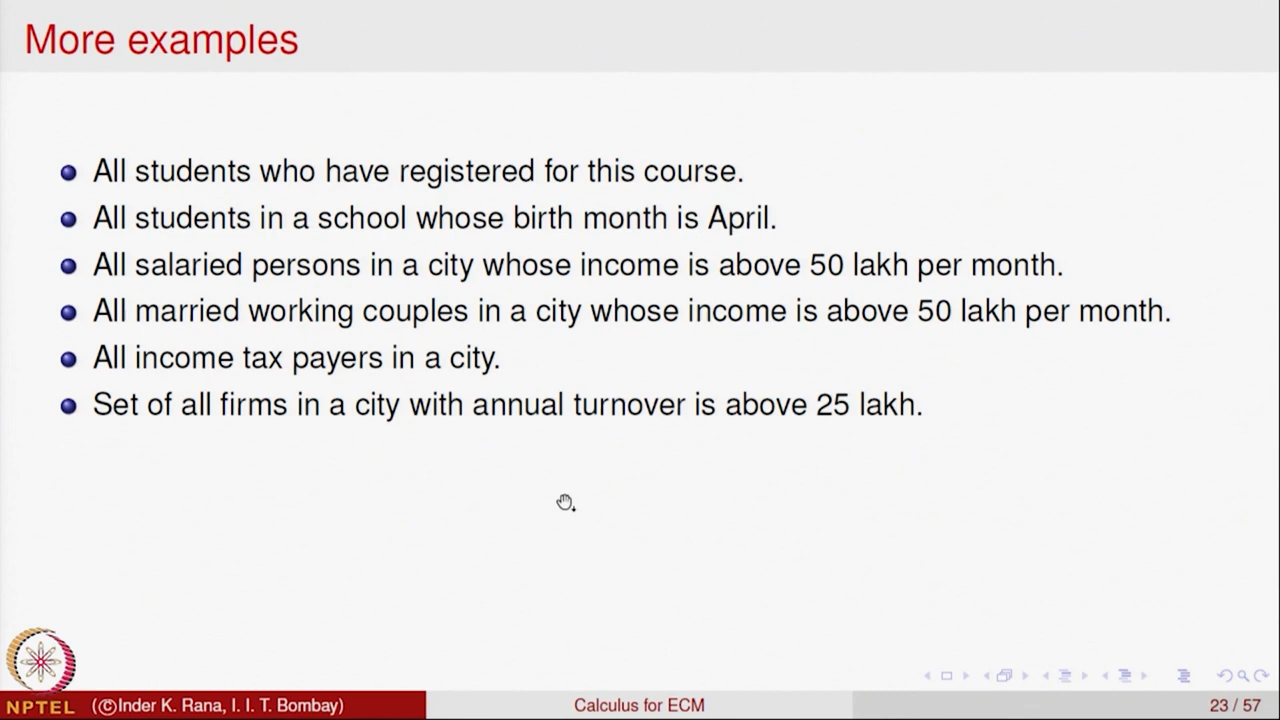 More examples
All students who have registered for this course.
All students in a school whose birth month is April.
All salaried persons in a city whose income is above 50 lakh per month.
All married working couples in a city whose income is above 50 lakh per month.
All income tax payers in a city.
Set of all firms in a city with annual turnover is above 25 lakh.
NPTEL (©Inder K. Rana, I. I. T. Bombay) Calculus for ECM 23 / 57